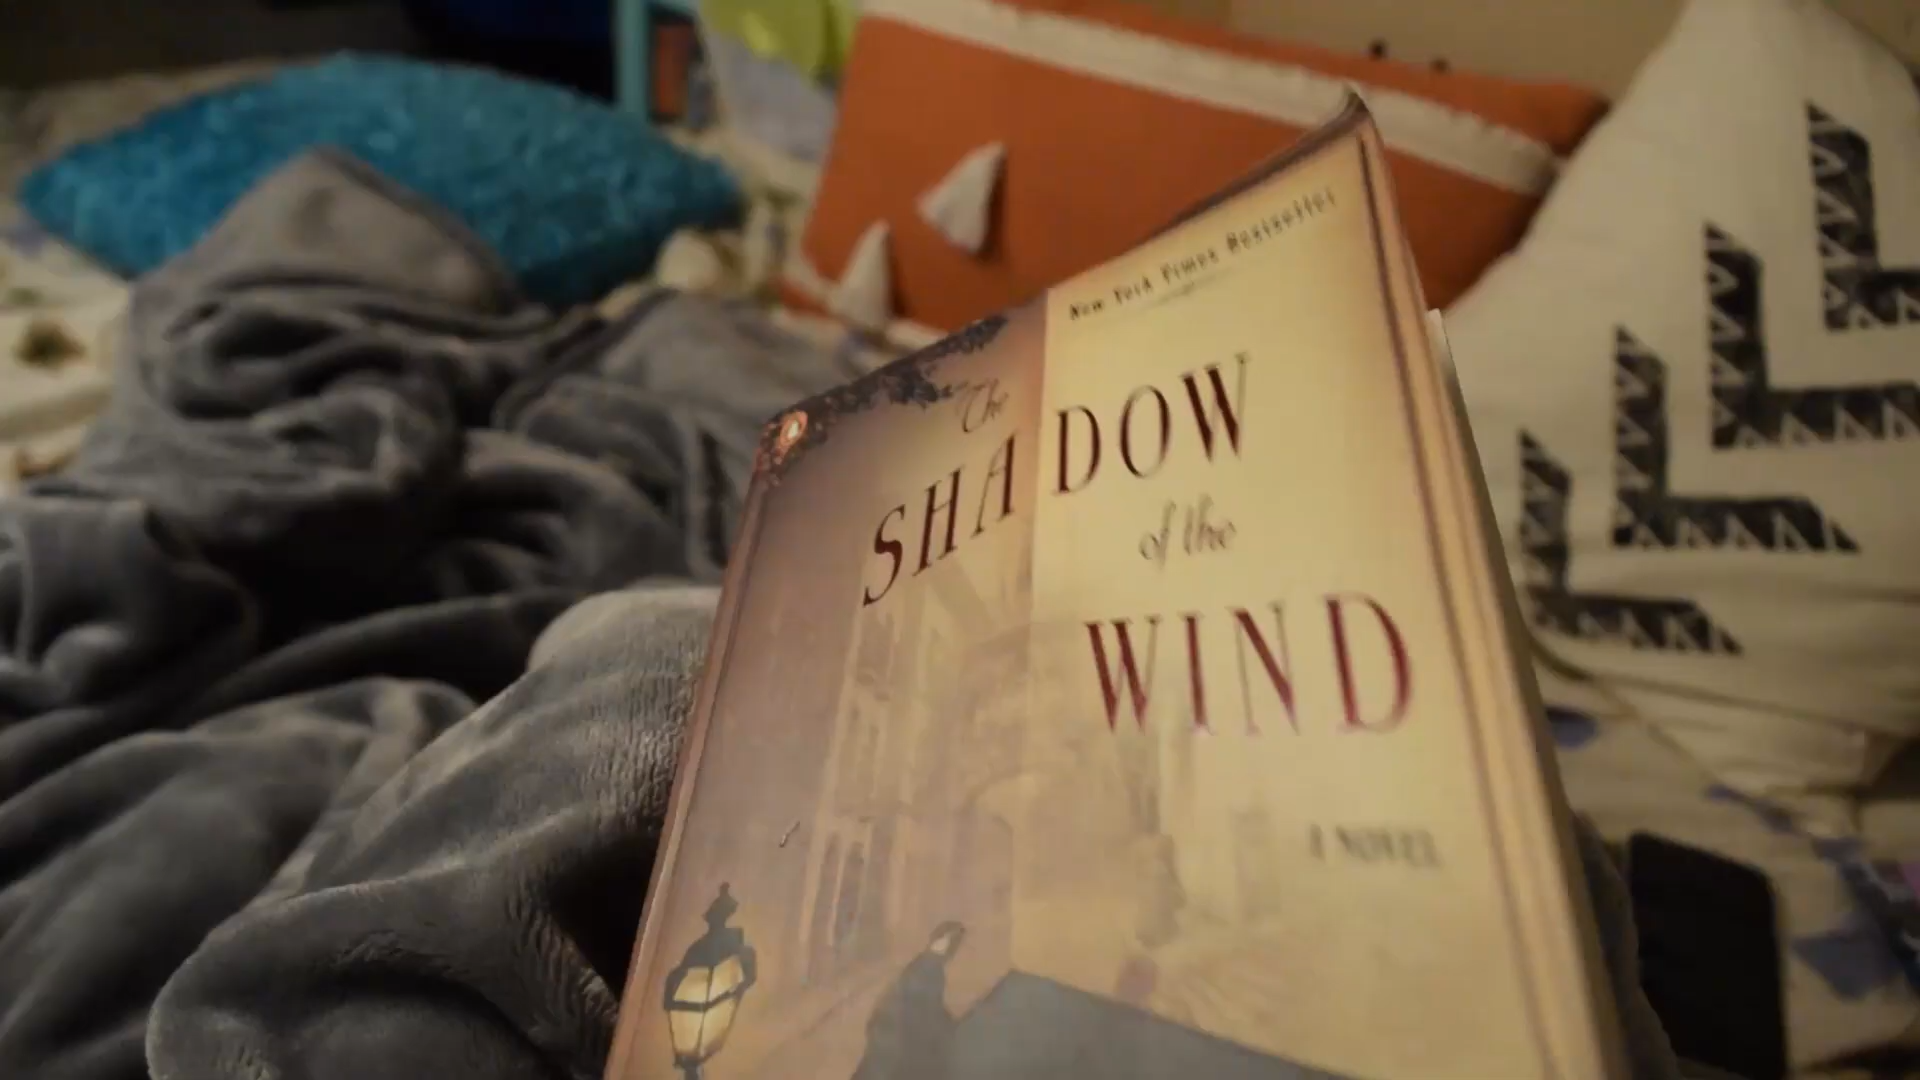 New York Times Bestseller
The
SHADOW
of the
WIND
A NOVEL